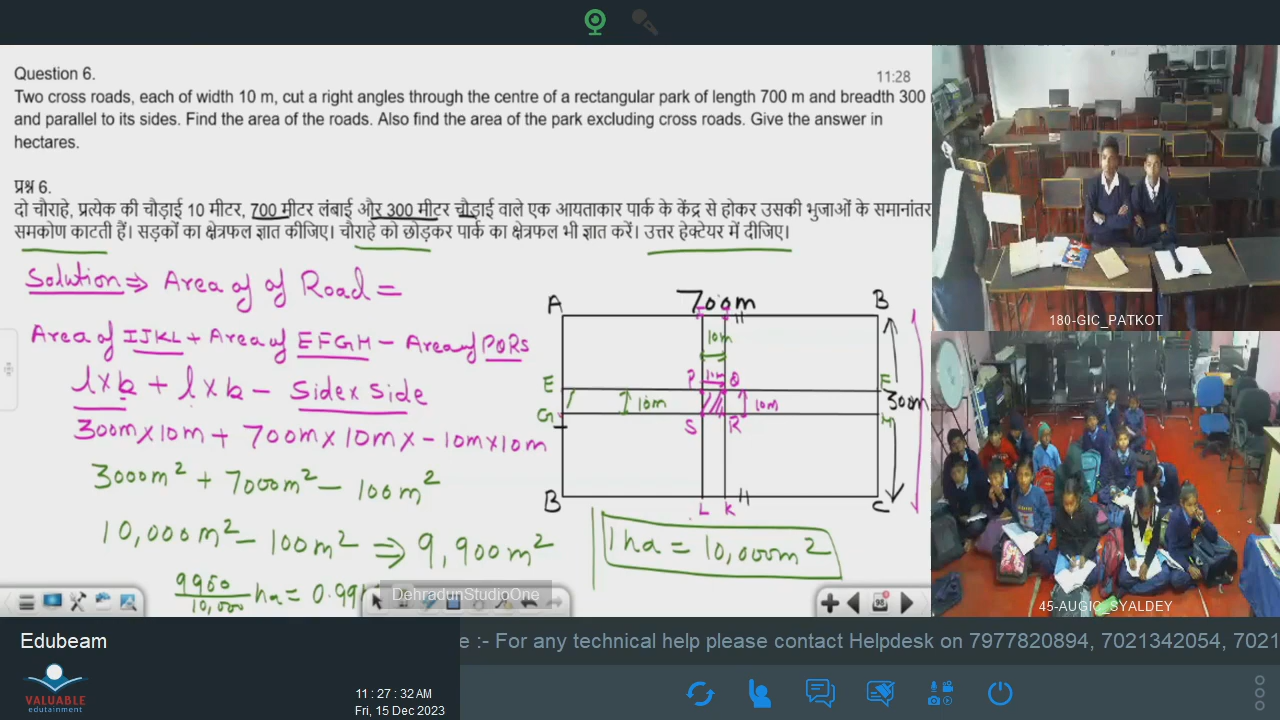 Question 6.
11:28
Two cross roads, each of width 10 m, cut a right angles through the centre of a rectangular park of length 700 m and breadth 300
and parallel to its sides. Find the area of the roads. Also find the area of the park excluding cross roads. Give the answer in
hectares.
प्रश्न 6.
दो चौराहे, प्रत्येक की चौड़ाई 10 मीटर, 700 मीटर लंबाई और 300 मीटर चौड़ाई वाले एक आयताकार पार्क के केंद्र से होकर उसकी भुजाओं के समानांतर
समकोण काटती हैं। सड़कों का क्षेत्रफल ज्ञात कीजिए। चौराहे को छोड़कर पार्क का क्षेत्रफल भी ज्ञात करें। उत्तर हेक्टेयर में दीजिए।
Solution ⇒ Area of of Road =
Area of IJKL + Area of EFGH - Area of PQRS
l x b + l x b - Side x Side
300m x 10m + 700m x 10m x - 10m x 10m
3000m² + 7000m² - 100m²
10,000m² - 100m² ⇒ 9,900m²
ha = 0.99
A 700m B
10m
E P 10m Q F
G 10m 10m 300m H
S R
B L K C
1 ha = 10,000m²
DehradunStudioOne
180-GIC_PATKOT
45-AUGIC_SYALDEY
Edubeam
e :- For any technical help please contact Helpdesk on 7977820894, 7021342054, 7021
VALUABLE
edutainment
11 : 27 : 32 AM
Fri, 15 Dec 2023